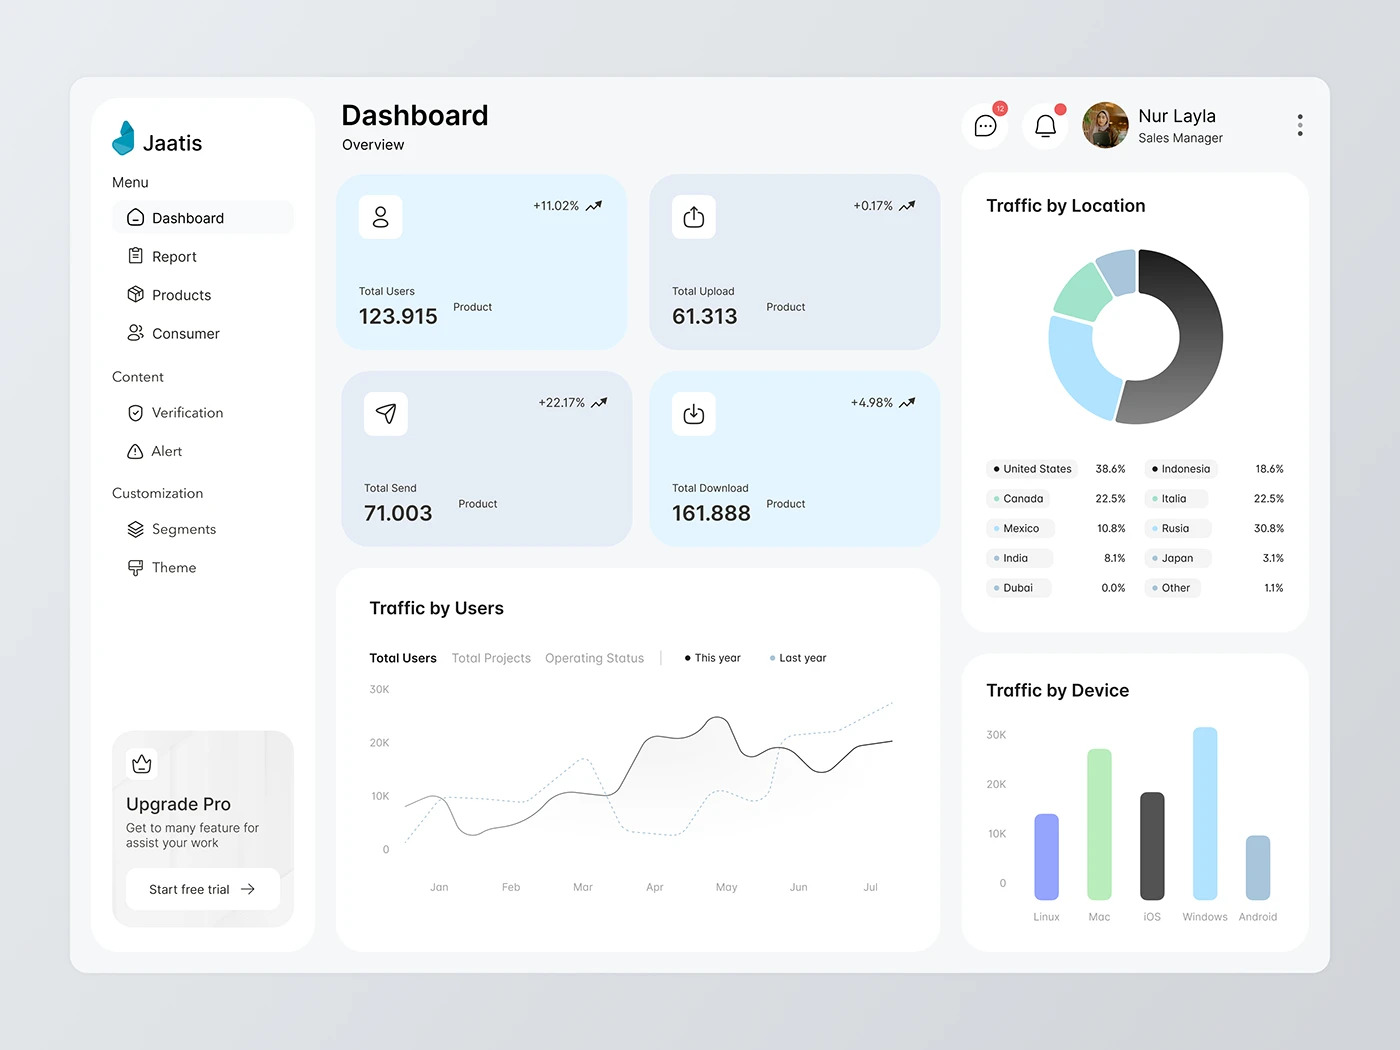 Jaatis
Menu
Dashboard
Report
Products
Consumer
Content
Verification
Alert
Customization
Segments
Theme
Upgrade Pro
Get to many feature for
assist your work
Start free trial
Dashboard
Overview
12
Nur Layla
Sales Manager
+11.02%
Total Users
123.915 Product
+0.17%
Total Upload
61.313 Product
+22.17%
Total Send
71.003 Product
+4.98%
Total Download
161.888 Product
Traffic by Users
Total Users Total Projects Operating Status This year Last year
30K
20K
10K
0
Jan Feb Mar Apr May Jun Jul
Traffic by Location
United States 38.6% Indonesia 18.6%
Canada 22.5% Italia 22.5%
Mexico 10.8% Rusia 30.8%
India 8.1% Japan 3.1%
Dubai 0.0% Other 1.1%
Traffic by Device
30K
20K
10K
0
Linux Mac iOS Windows Android